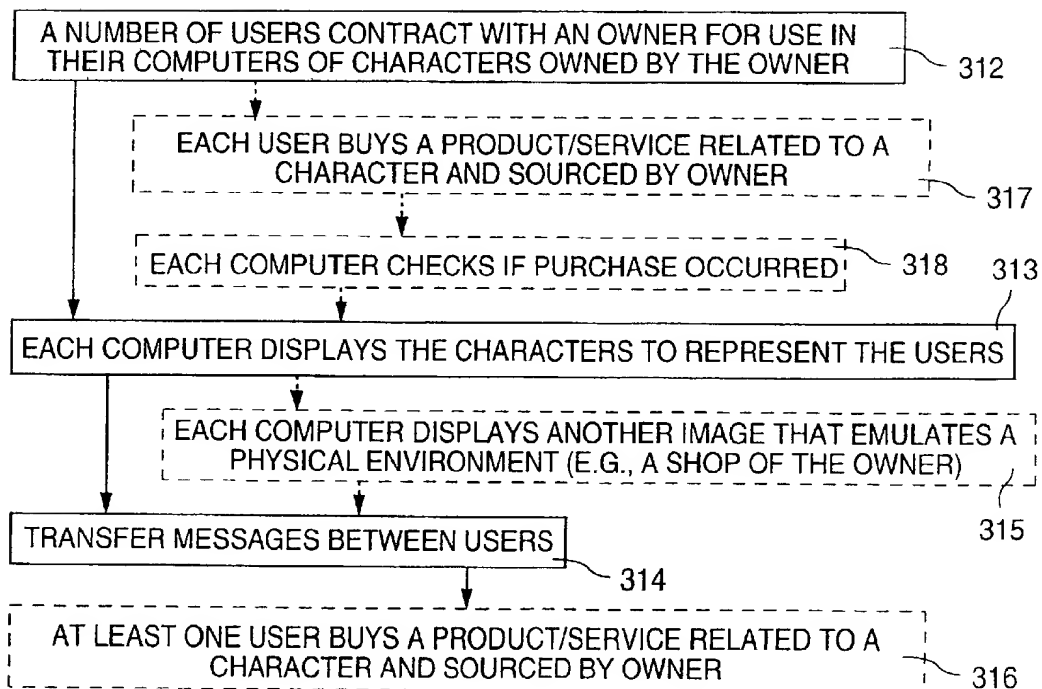 A NUMBER OF USERS CONTRACT WITH AN OWNER FOR USE IN
THEIR COMPUTERS OF CHARACTERS OWNED BY THE OWNER
312
EACH USER BUYS A PRODUCT/SERVICE RELATED TO A
CHARACTER AND SOURCED BY OWNER
317
EACH COMPUTER CHECKS IF PURCHASE OCCURRED
318
313
EACH COMPUTER DISPLAYS THE CHARACTERS TO REPRESENT THE USERS
EACH COMPUTER DISPLAYS ANOTHER IMAGE THAT EMULATES A
PHYSICAL ENVIRONMENT (E.G., A SHOP OF THE OWNER)
315
TRANSFER MESSAGES BETWEEN USERS
314
AT LEAST ONE USER BUYS A PRODUCT/SERVICE RELATED TO A
CHARACTER AND SOURCED BY OWNER
316